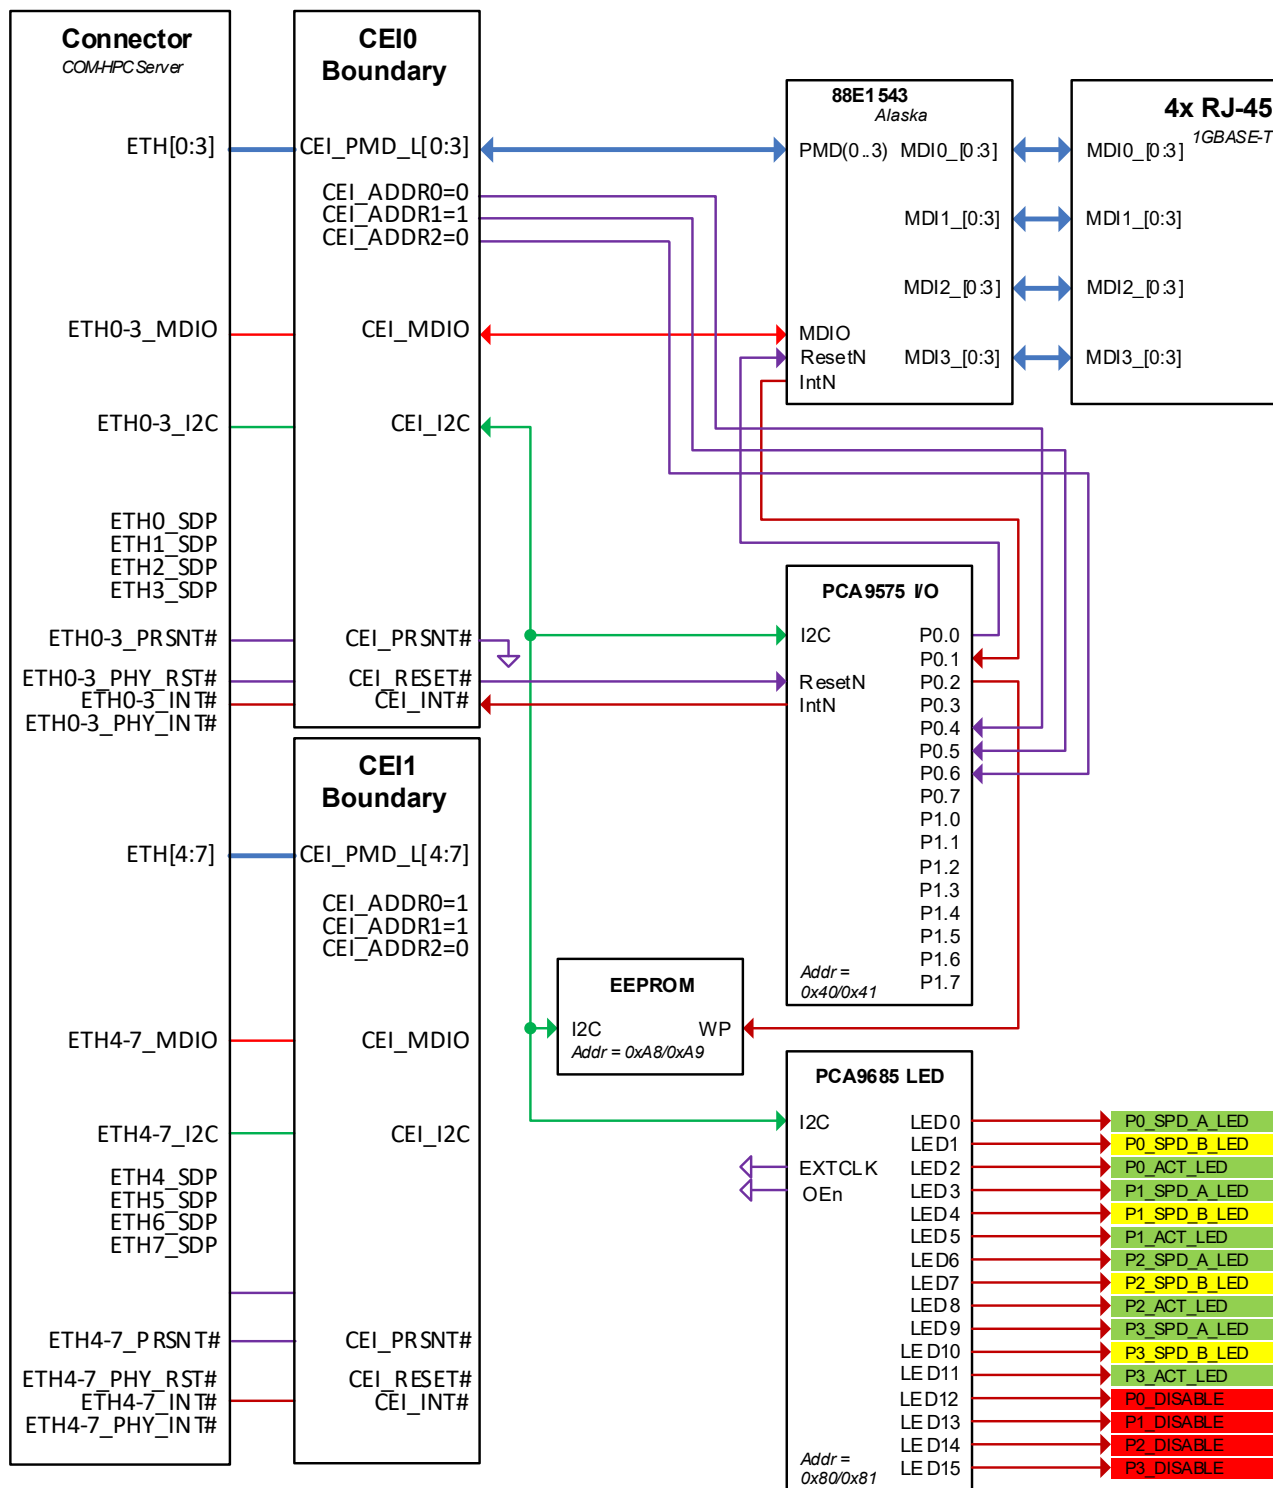 Connector
COM-HPC Server
ETH[0:3]
ETH0-3_MDIO
ETH0-3_I2C
ETH0_SDP
ETH1_SDP
ETH2_SDP
ETH3_SDP
ETH0-3_PRSNT#
ETH0-3_PHY_RST#
ETH0-3_INT#
ETH0-3_PHY_INT#
ETH[4:7]
ETH4-7_MDIO
ETH4-7_I2C
ETH4_SDP
ETH5_SDP
ETH6_SDP
ETH7_SDP
ETH4-7_PRSNT#
ETH4-7_PHY_RST#
ETH4-7_INT#
ETH4-7_PHY_INT#
CEI0
Boundary
CEI_PMD_L[0:3]
CEI_ADDR0=0
CEI_ADDR1=1
CEI_ADDR2=0
CEI_MDIO
CEI_I2C
CEI_PRSNT#
CEI_RESET#
CEI_INT#
CEI1
Boundary
CEI_PMD_L[4:7]
CEI_ADDR0=1
CEI_ADDR1=1
CEI_ADDR2=0
CEI_MDIO
CEI_I2C
CEI_PRSNT#
CEI_RESET#
CEI_INT#
88E1543
Alaska
PMD(0..3) MDI0_[0:3]
MDI1_[0:3]
MDI2_[0:3]
MDIO
ResetN MDI3_[0:3]
IntN
4x RJ-45
1GBASE-T
MDI0_[0:3]
MDI1_[0:3]
MDI2_[0:3]
MDI3_[0:3]
PCA9575 I/O
I2C P0.0
P0.1
ResetN P0.2
IntN P0.3
P0.4
P0.5
P0.6
P0.7
P1.0
P1.1
P1.2
P1.3
P1.4
P1.5
P1.6
P1.7
Addr =
0x40/0x41
EEPROM
I2C WP
Addr = 0xA8/0xA9
PCA9685 LED
I2C LED0
LED1
EXTCLK LED2
OEn LED3
LED4
LED5
LED6
LED7
LED8
LED9
LED10
LED11
LED12
LED13
LED14
LED15
Addr =
0x80/0x81
P0_SPD_A_LED
P0_SPD_B_LED
P0_ACT_LED
P1_SPD_A_LED
P1_SPD_B_LED
P1_ACT_LED
P2_SPD_A_LED
P2_SPD_B_LED
P2_ACT_LED
P3_SPD_A_LED
P3_SPD_B_LED
P3_ACT_LED
P0_DISABLE
P1_DISABLE
P2_DISABLE
P3_DISABLE